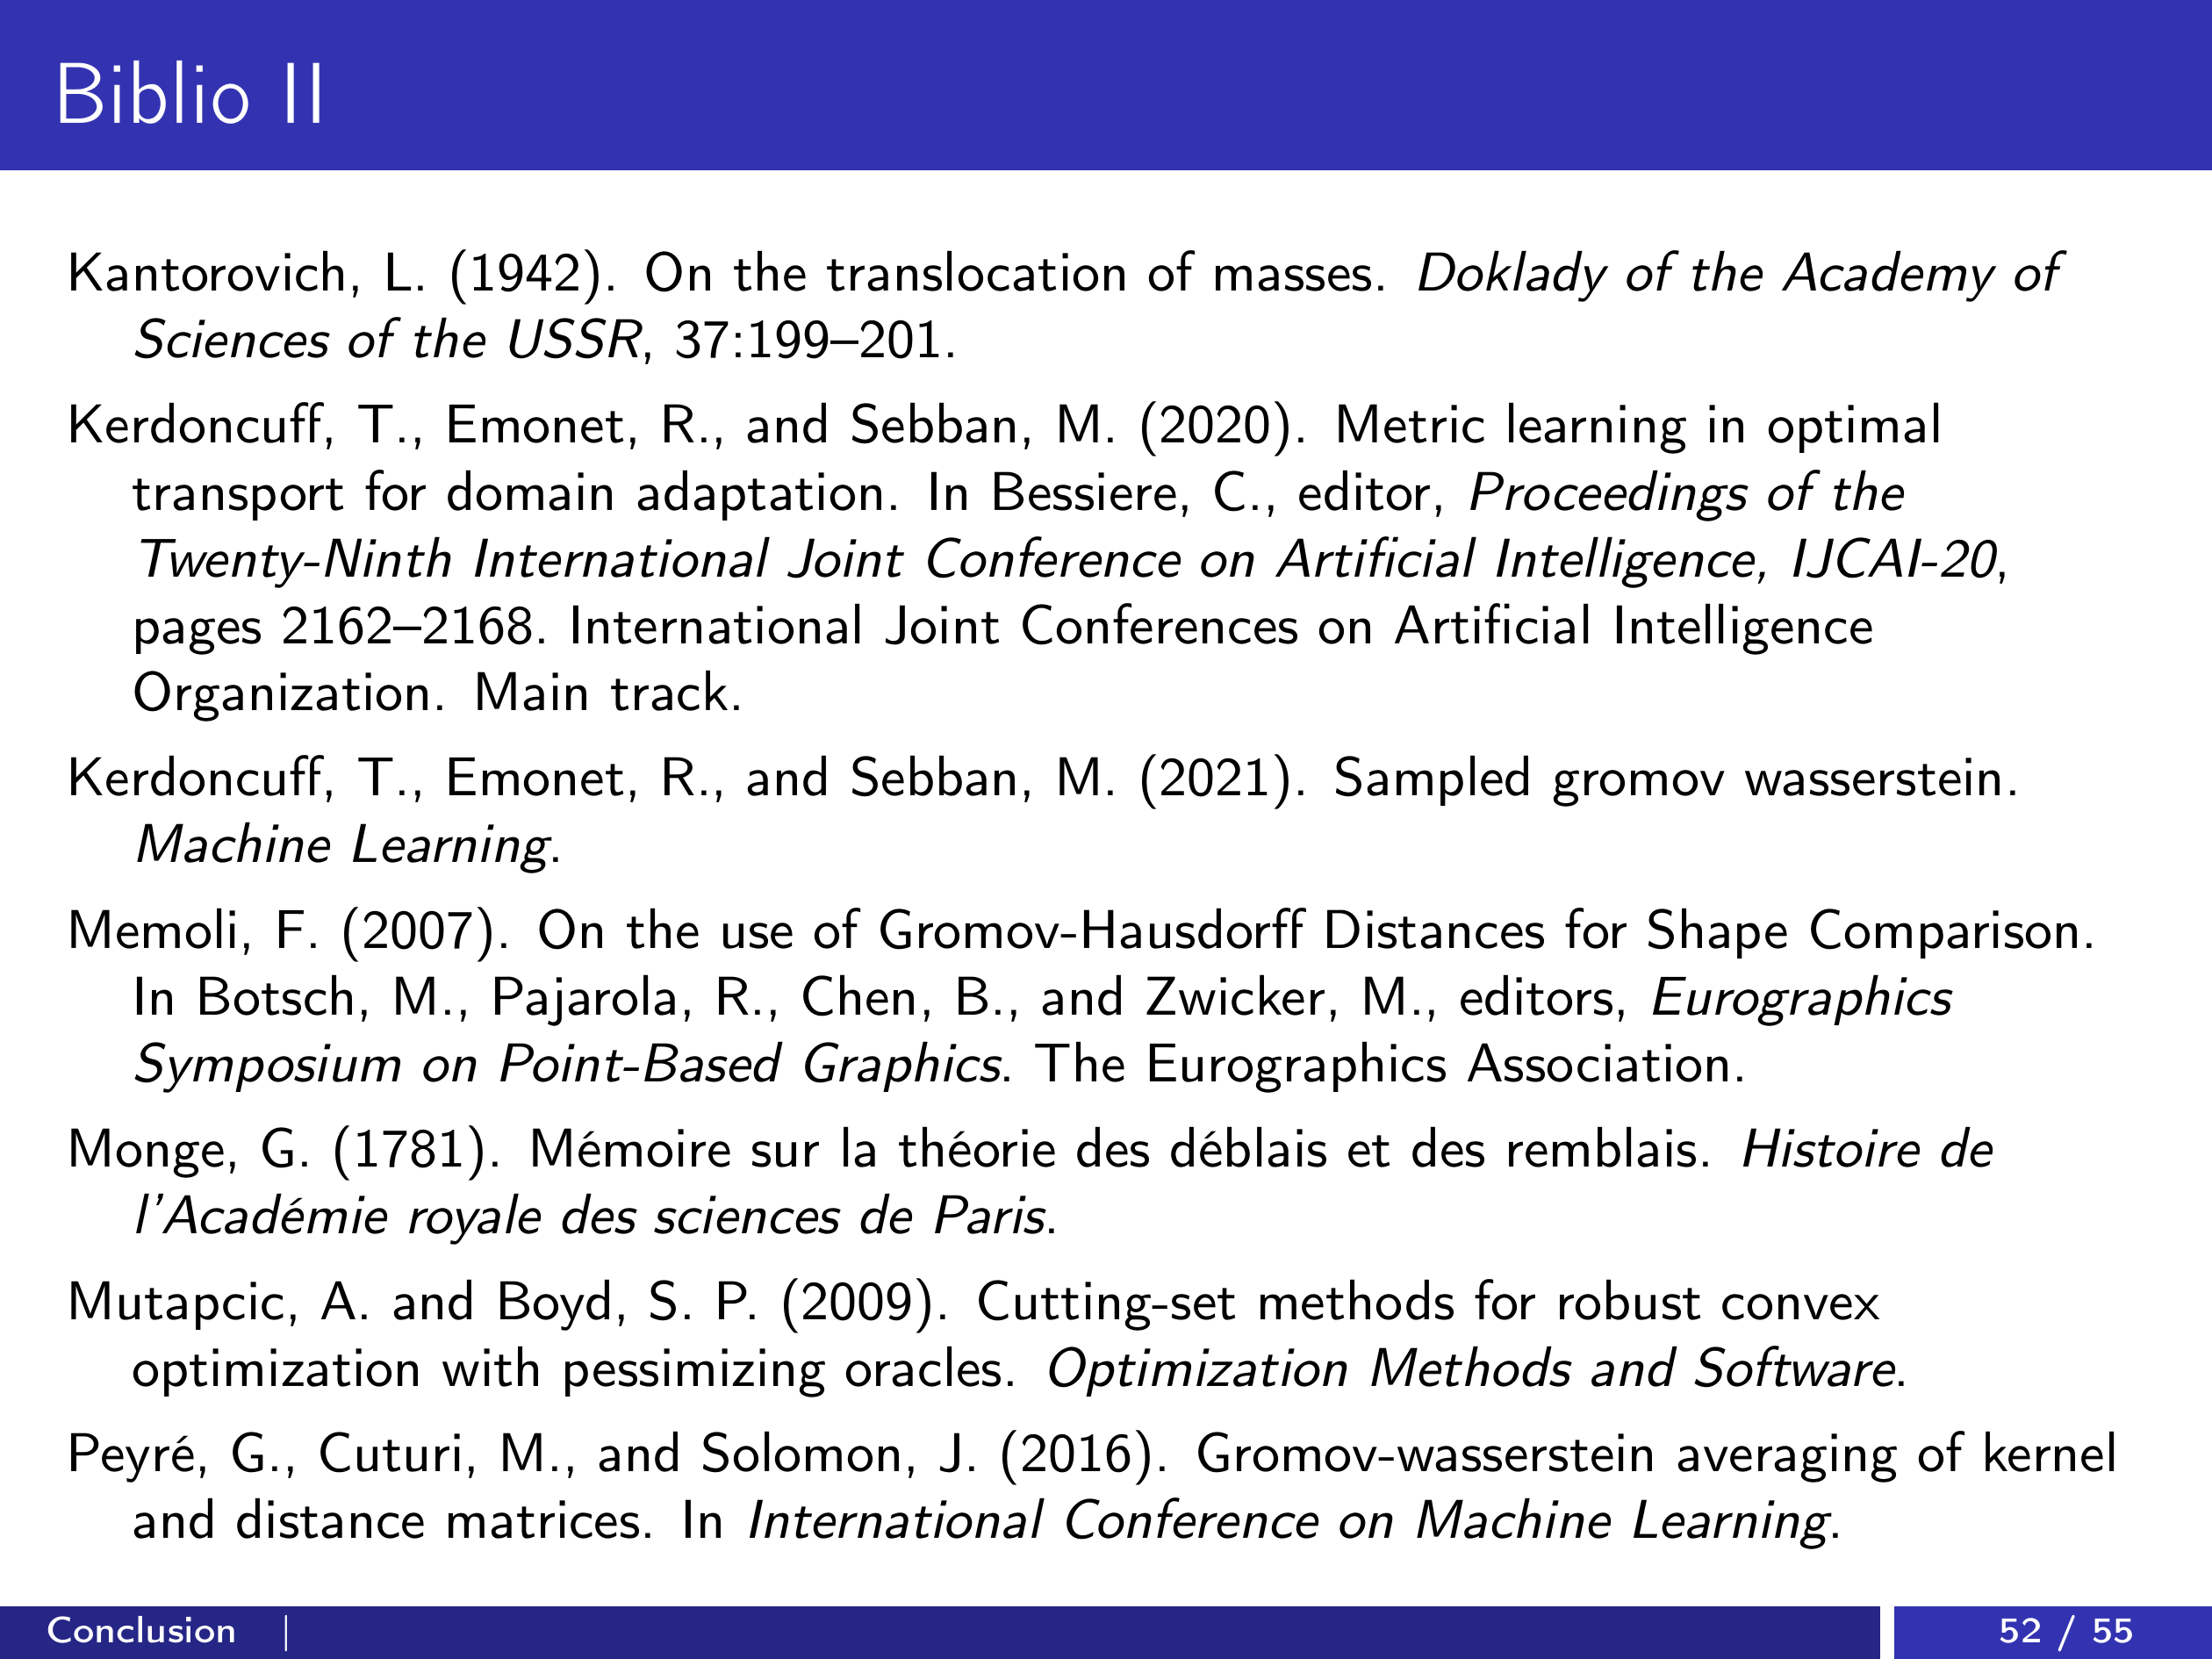 Biblio II
Kantorovich, L. (1942). On the translocation of masses. Doklady of the Academy of
Sciences of the USSR, 37:199–201.
Kerdoncuff, T., Emonet, R., and Sebban, M. (2020). Metric learning in optimal
transport for domain adaptation. In Bessiere, C., editor, Proceedings of the
Twenty-Ninth International Joint Conference on Artificial Intelligence, IJCAI-20,
pages 2162–2168. International Joint Conferences on Artificial Intelligence
Organization. Main track.
Kerdoncuff, T., Emonet, R., and Sebban, M. (2021). Sampled gromov wasserstein.
Machine Learning.
Memoli, F. (2007). On the use of Gromov-Hausdorff Distances for Shape Comparison.
In Botsch, M., Pajarola, R., Chen, B., and Zwicker, M., editors, Eurographics
Symposium on Point-Based Graphics. The Eurographics Association.
Monge, G. (1781). Mémoire sur la théorie des déblais et des remblais. Histoire de
l'Académie royale des sciences de Paris.
Mutapcic, A. and Boyd, S. P. (2009). Cutting-set methods for robust convex
optimization with pessimizing oracles. Optimization Methods and Software.
Peyré, G., Cuturi, M., and Solomon, J. (2016). Gromov-wasserstein averaging of kernel
and distance matrices. In International Conference on Machine Learning.
Conclusion |
52 / 55